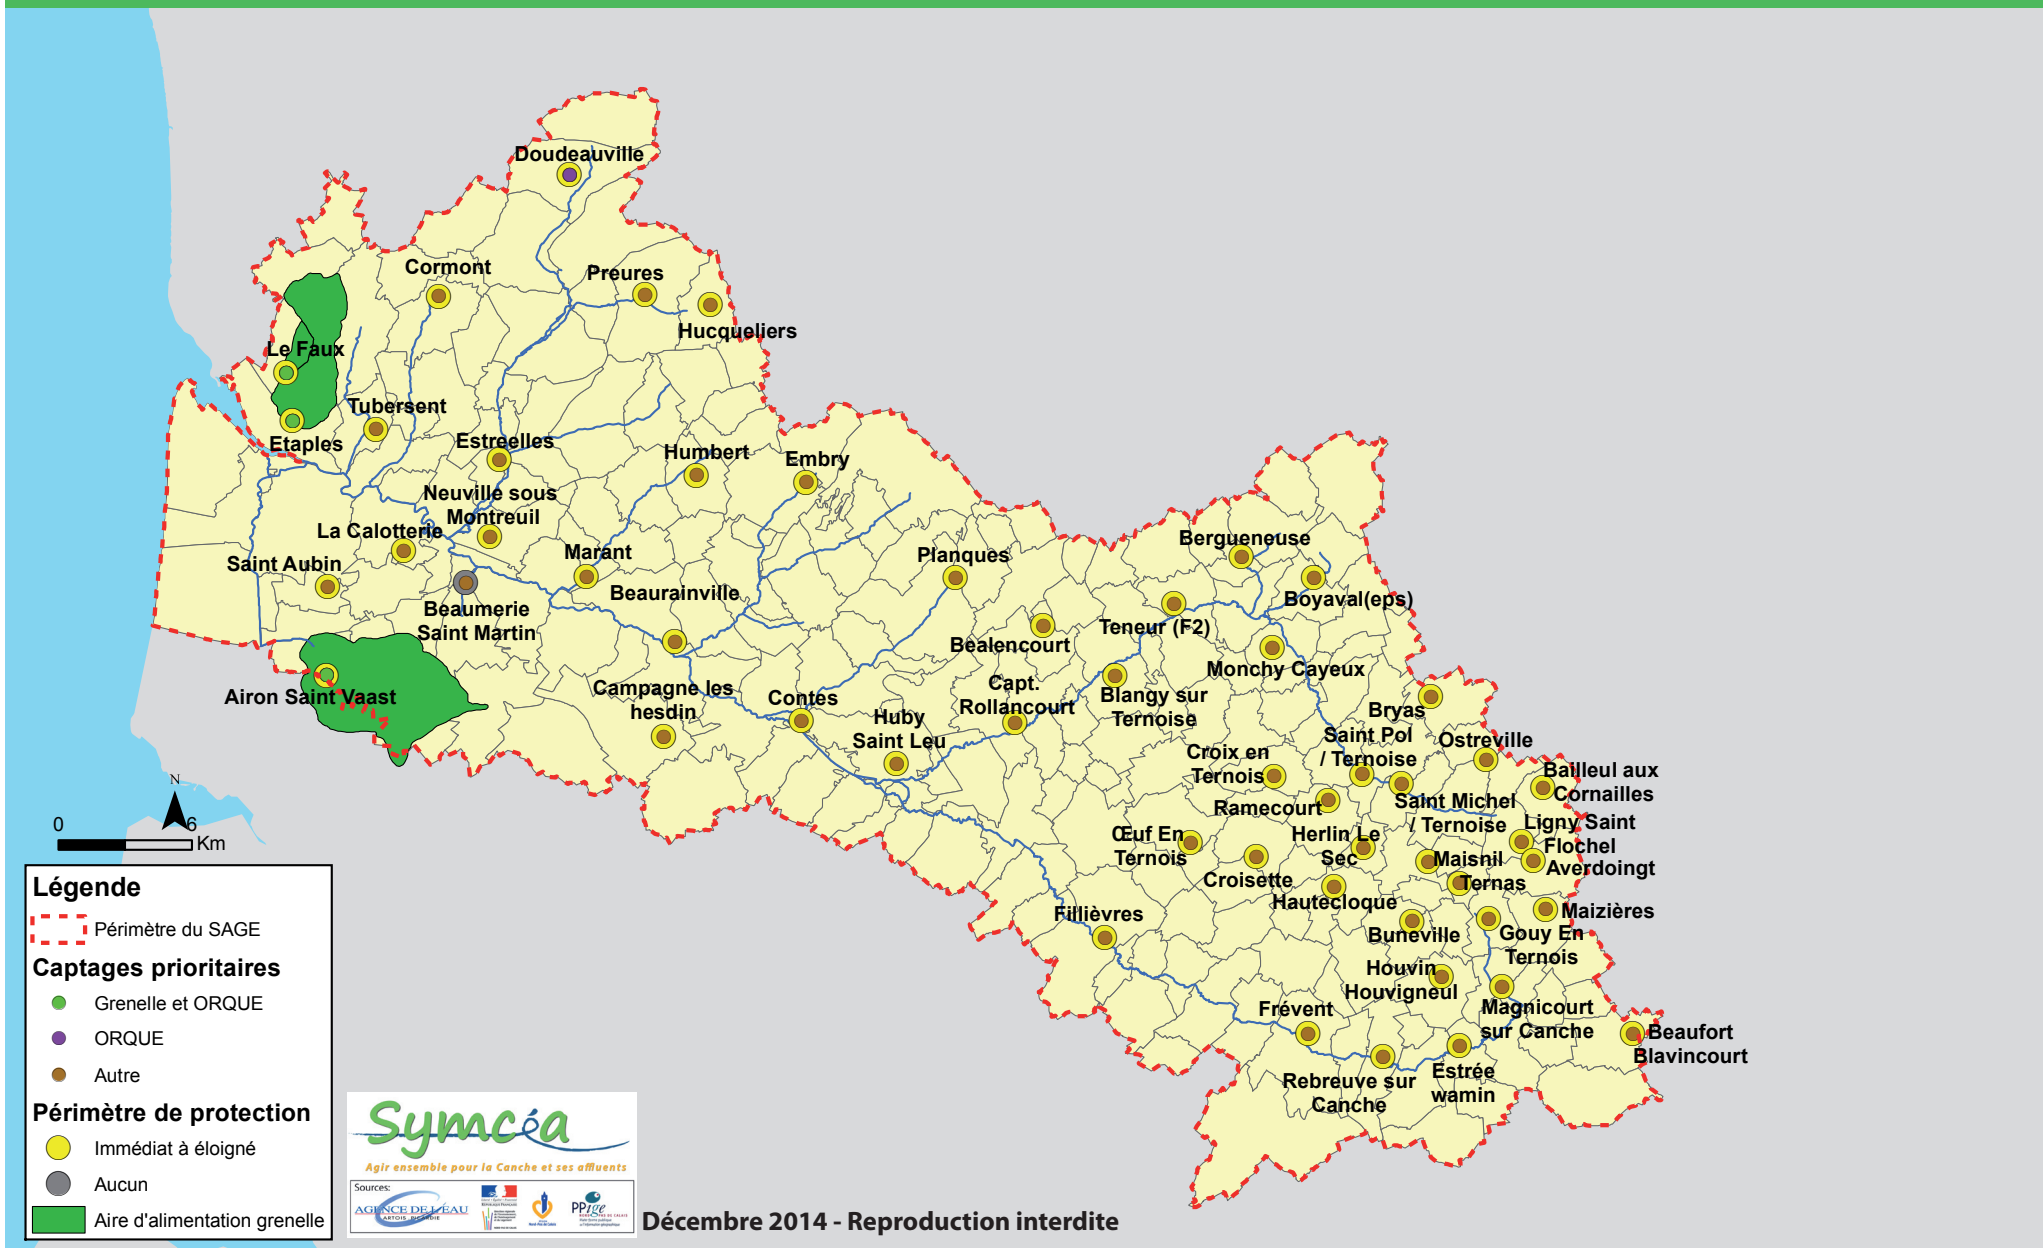 Doudeauville
Cormont
Preures
Hucqueliers
Le Faux
Tubersent
Etaples
Estreelles
Humbert
Embry
Neuville sous
Montreuil
La Calotterie
Saint Aubin
Marant
Beaurainville
Beaumerie
Saint Martin
Planques
Bergueneuse
Boyaval(eps)
Teneur (F2)
Bealencourt
Monchy Cayeux
Airon Saint Vaast
Campagne les
hesdin
Contes
Huby
Saint Leu
Capt.
Rollancourt
Blangy sur
Ternoise
Bryas
Saint Pol
/ Ternoise
Ostreville
Croix en
Ternois
Bailleul aux
Cornailles
Ramecourt
Saint Michel
/ Ternoise
Ligny Saint
Flochel
Œuf En
Ternois
Herlin Le
Sec
Maisnil
Averdoingt
Croisette
Ternas
Hautecloque
Maizières
Fillièvres
Buneville
Gouy En
Ternois
Houvin
Houvigneul
Frévent
Magnicourt
sur Canche
Beaufort
Blavincourt
Rebreuve sur
Canche
Estrée
wamin
N
0 6
Km
Légende
Périmètre du SAGE
Captages prioritaires
Grenelle et ORQUE
ORQUE
Autre
Périmètre de protection
Immédiat à éloigné
Aucun
Aire d'alimentation grenelle
Symcéa
Agir ensemble pour la Canche et ses affluents
Sources:
AGENCE DE L'EAU
ARTOIS PICARDIE
PPige
Décembre 2014 - Reproduction interdite